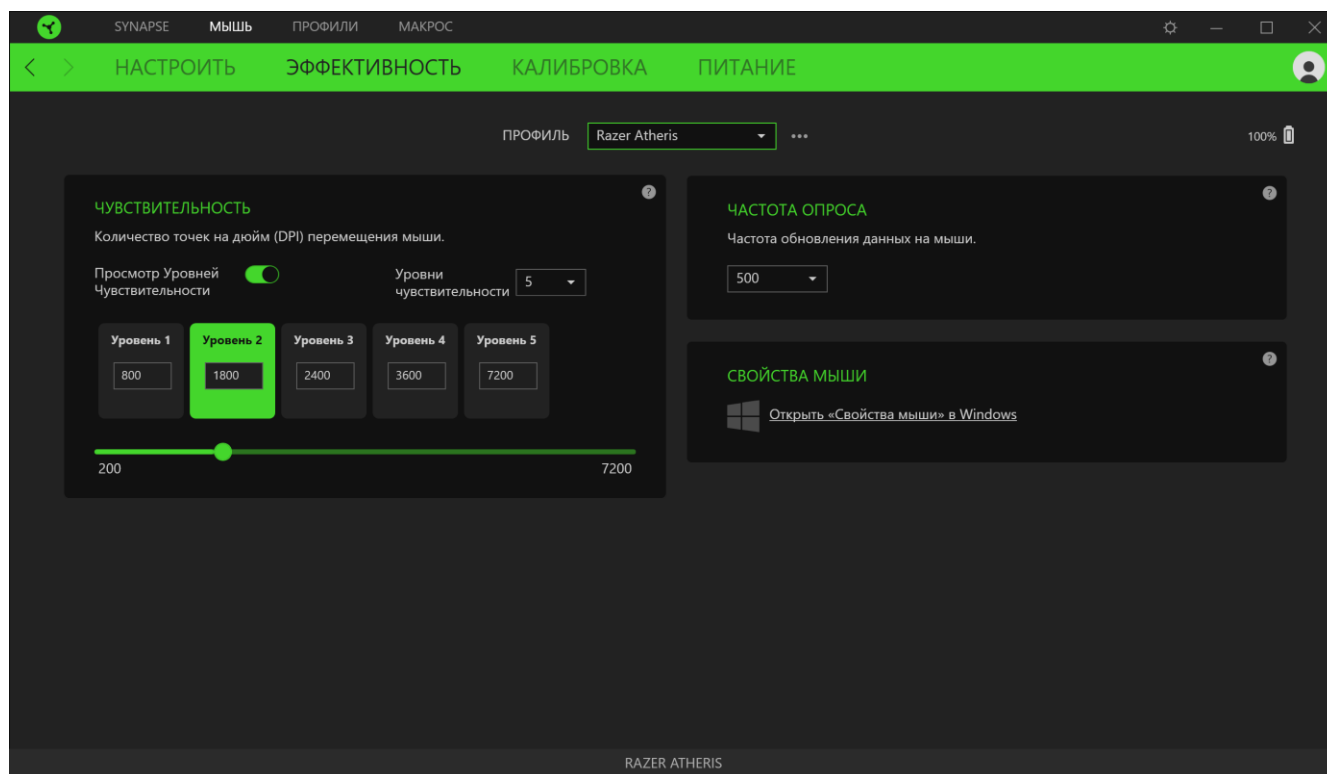 SYNAPSE МЫШЬ ПРОФИЛИ МАКРОС
НАСТРОИТЬ ЭФФЕКТИВНОСТЬ КАЛИБРОВКА ПИТАНИЕ
ПРОФИЛЬ Razer Atheris ••• 100%
ЧУВСТВИТЕЛЬНОСТЬ ?
Количество точек на дюйм (DPI) перемещения мыши.
Просмотр Уровней
Чувствительности
Уровни
чувствительности 5
Уровень 1 Уровень 2 Уровень 3 Уровень 4 Уровень 5
800 1800 2400 3600 7200
200 7200
ЧАСТОТА ОПРОСА ?
Частота обновления данных на мыши.
500
СВОЙСТВА МЫШИ ?
Открыть «Свойства мыши» в Windows
RAZER ATHERIS